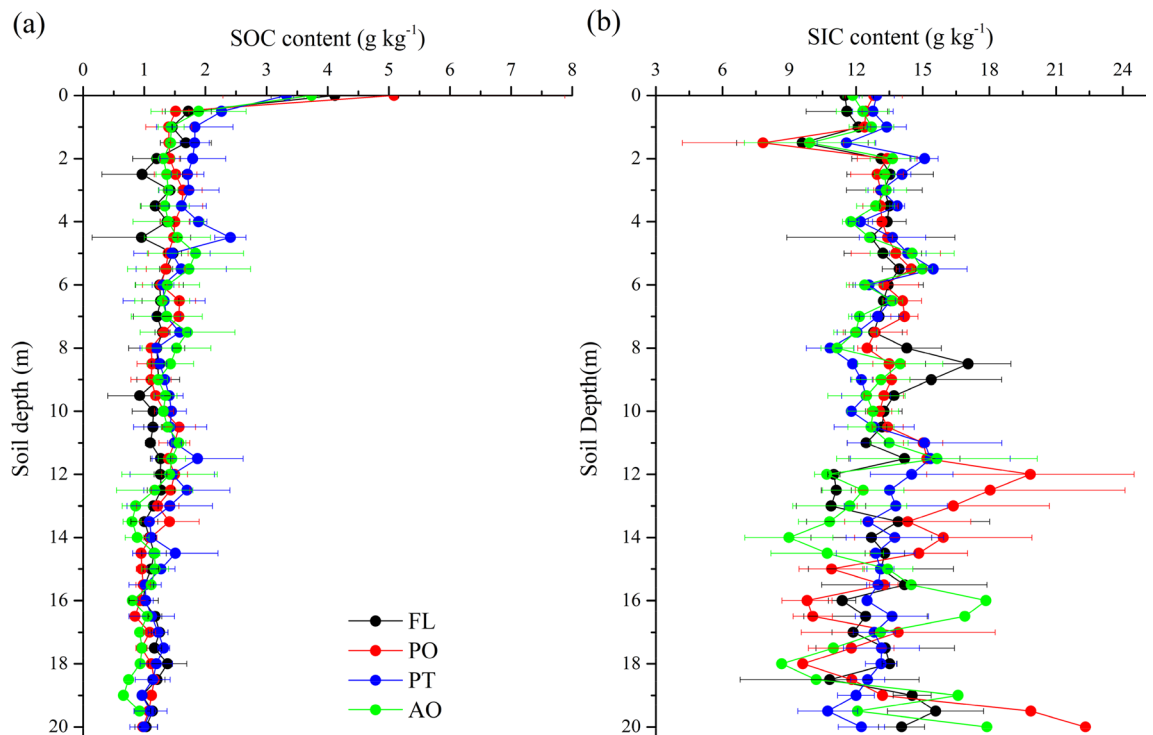 (a)
SOC content (g kg-1)
0 1 2 3 4 5 6 7 8
0
2
4
6
8
10
12
14
16
18
20
Soil depth (m)
FL
PO
PT
AO
(b)
SIC content (g kg-1)
3 6 9 12 15 18 21 24
0
2
4
6
8
10
12
14
16
18
20
Soil Depth(m)